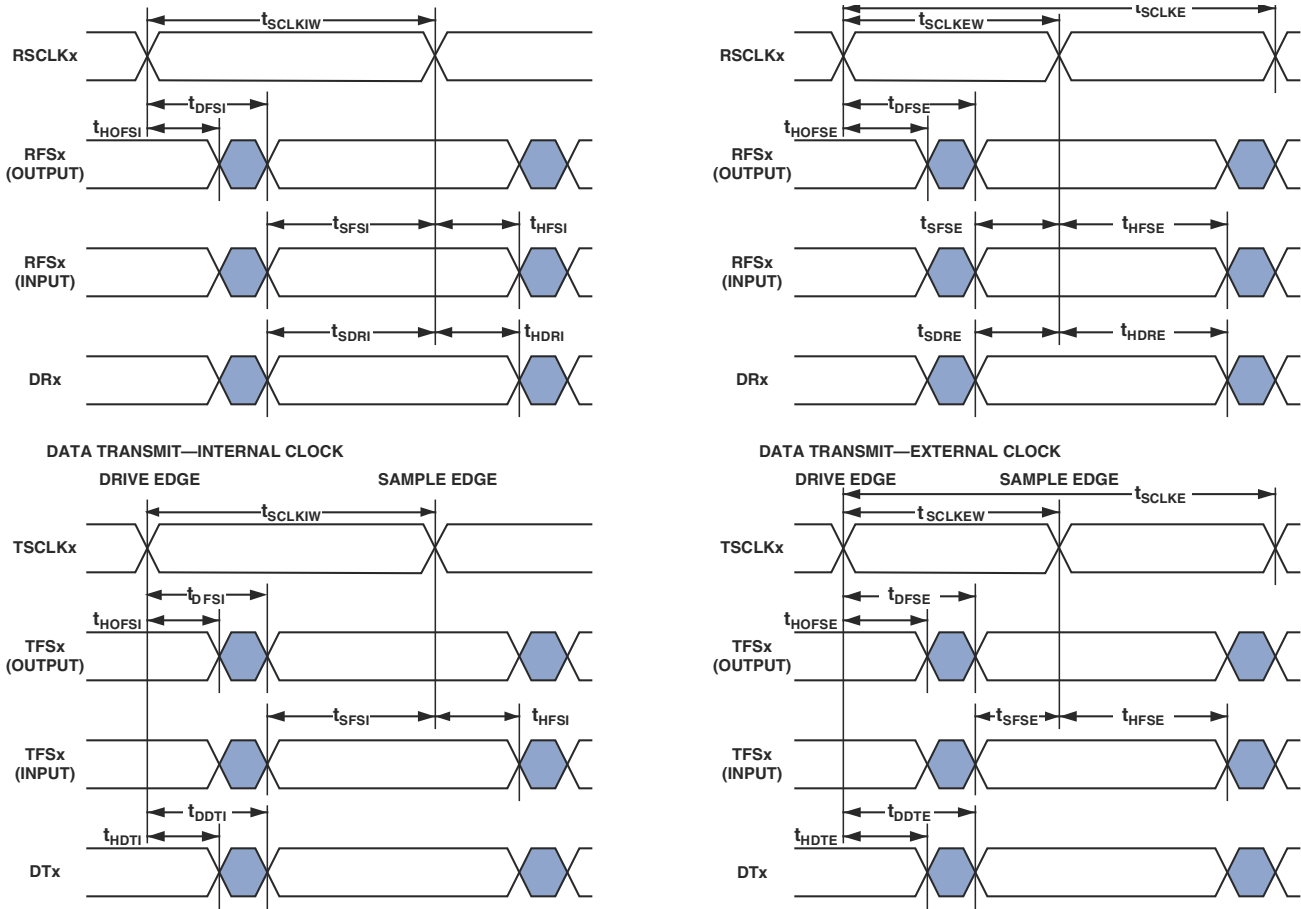 tSCLKIW
RSCLKx
tDFSI
tHOFSI
RFSx
(OUTPUT)
tSFSI
tHFSI
RFSx
(INPUT)
tSDRI
tHDRI
DRx
tSCLKE
tSCLKEW
RSCLKx
tDFSE
tHOFSE
RFSx
(OUTPUT)
tSFSE
tHFSE
RFSx
(INPUT)
tSDRE
tHDRE
DRx
DATA TRANSMIT—INTERNAL CLOCK
DRIVE EDGE
SAMPLE EDGE
tSCLKIW
TSCLKx
tDFSI
tHOFSI
TFSx
(OUTPUT)
tSFSI
tHFSI
TFSx
(INPUT)
tDDTI
tHDTI
DTx
DATA TRANSMIT—EXTERNAL CLOCK
DRIVE EDGE
SAMPLE EDGE
tSCLKE
tSCLKEW
TSCLKx
tDFSE
tHOFSE
TFSx
(OUTPUT)
tSFSE
tHFSE
TFSx
(INPUT)
tDDTE
tHDTE
DTx